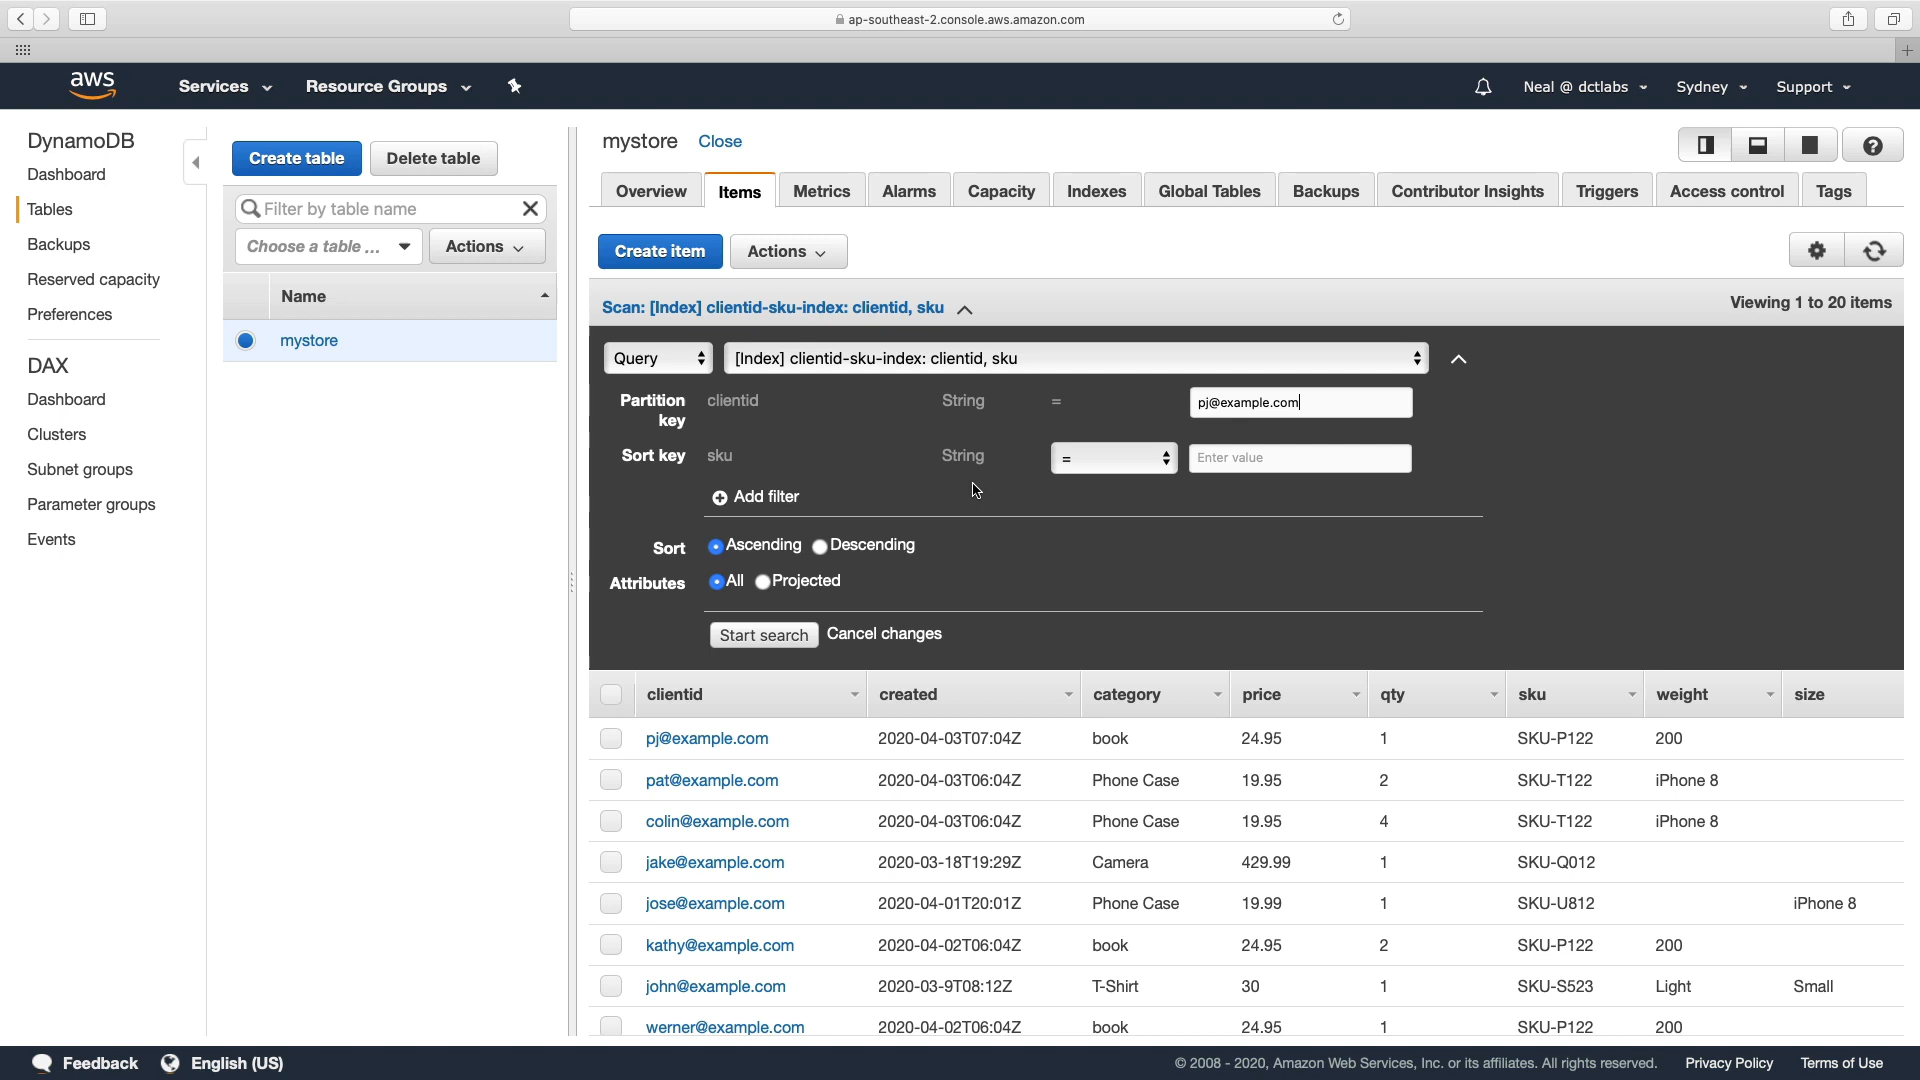 ap-southeast-2.console.aws.amazon.com
aws
Services
Resource Groups
Neal @ dctlabs
Sydney
Support
DynamoDB
Dashboard
Tables
Backups
Reserved capacity
Preferences
DAX
Dashboard
Clusters
Subnet groups
Parameter groups
Events
Create table
Delete table
Filter by table name
Choose a table ...
Actions
Name
mystore
mystore Close
Overview Items Metrics Alarms Capacity Indexes Global Tables Backups Contributor Insights Triggers Access control Tags
Create item
Actions
Scan: [Index] clientid-sku-index: clientid, sku
Viewing 1 to 20 items
Query
[Index] clientid-sku-index: clientid, sku
Partition key clientid String = pj@example.com
Sort key sku String = Enter value
Add filter
Sort Ascending Descending
Attributes All Projected
Start search Cancel changes
clientid created category price qty sku weight size
pj@example.com 2020-04-03T07:04Z book 24.95 1 SKU-P122 200
pat@example.com 2020-04-03T06:04Z Phone Case 19.95 2 SKU-T122 iPhone 8
colin@example.com 2020-04-03T06:04Z Phone Case 19.95 4 SKU-T122 iPhone 8
jake@example.com 2020-03-18T19:29Z Camera 429.99 1 SKU-Q012
jose@example.com 2020-04-01T20:01Z Phone Case 19.99 1 SKU-U812 iPhone 8
kathy@example.com 2020-04-02T06:04Z book 24.95 2 SKU-P122 200
john@example.com 2020-03-9T08:12Z T-Shirt 30 1 SKU-S523 Light Small
werner@example.com 2020-04-02T06:04Z book 24.95 1 SKU-P122 200
Feedback
English (US)
© 2008 - 2020, Amazon Web Services, Inc. or its affiliates. All rights reserved.
Privacy Policy
Terms of Use